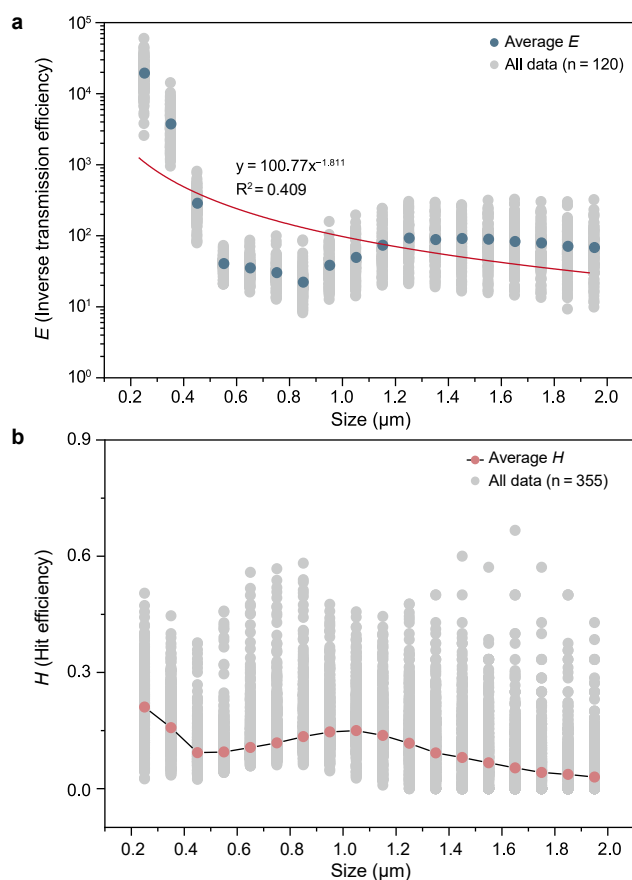 a
10⁵
10⁴
10³
10²
10¹
10⁰
E (Inverse transmission efficiency)
Average E
All data (n = 120)
y = 100.77x⁻¹·⁸¹¹
R² = 0.409
0.2 0.4 0.6 0.8 1.0 1.2 1.4 1.6 1.8 2.0
Size (μm)
b
0.9
0.6
0.3
0.0
H (Hit efficiency)
Average H
All data (n = 355)
0.2 0.4 0.6 0.8 1.0 1.2 1.4 1.6 1.8 2.0
Size (μm)